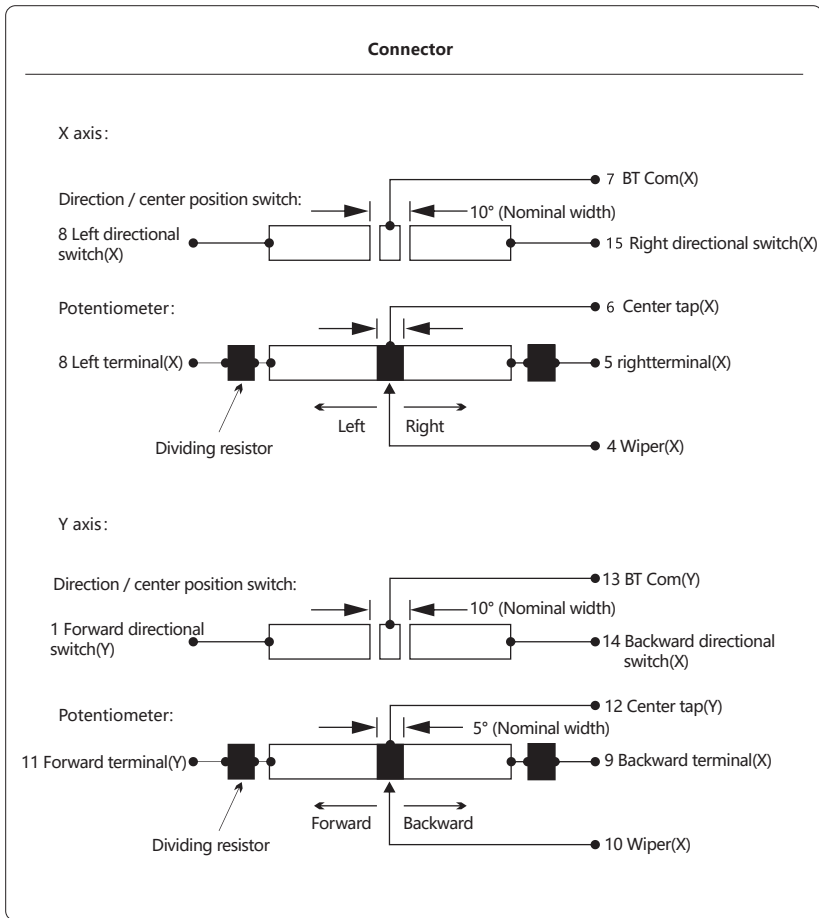 Connector
X axis:
7 BT Com(X)
Direction / center position switch:
10° (Nominal width)
8 Left directional
switch(X)
15 Right directional switch(X)
6 Center tap(X)
Potentiometer:
8 Left terminal(X)
5 rightterminal(X)
Left
Right
Dividing resistor
4 Wiper(X)
Y axis:
13 BT Com(Y)
Direction / center position switch:
10° (Nominal width)
1 Forward directional
switch(Y)
14 Backward directional
switch(X)
12 Center tap(Y)
Potentiometer:
5° (Nominal width)
11 Forward terminal(Y)
9 Backward terminal(X)
Forward
Backward
Dividing resistor
10 Wiper(X)